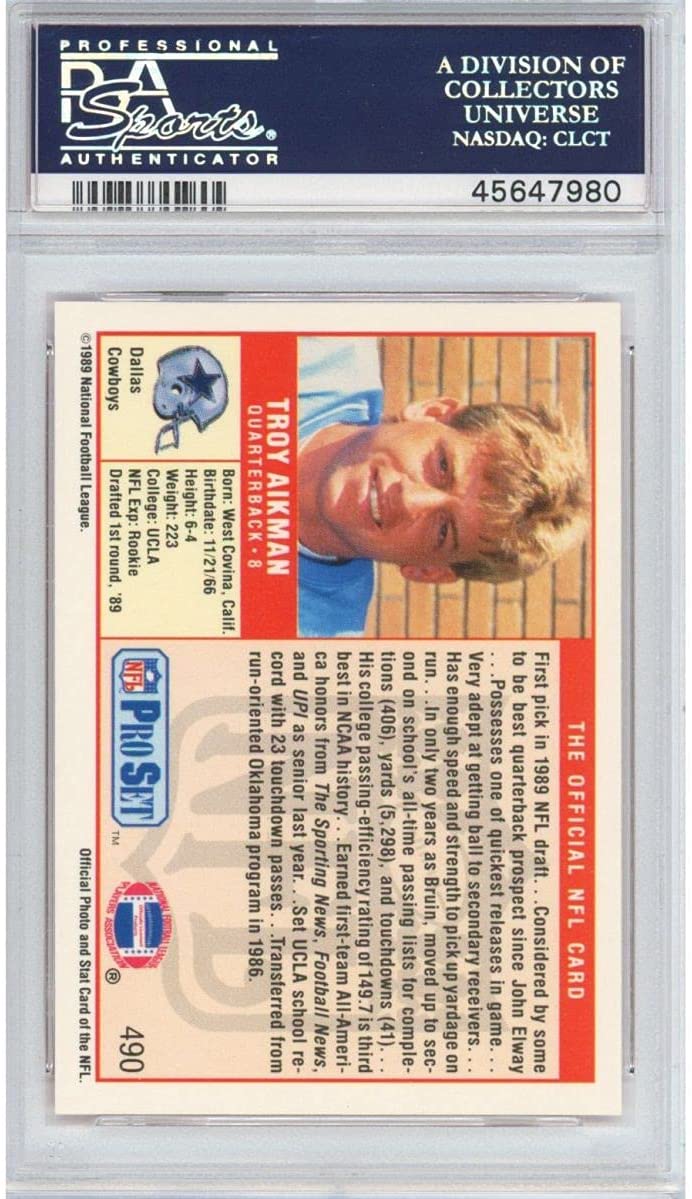 PROFESSIONAL
PSA
Sports®
AUTHENTICATOR
A DIVISION OF
COLLECTORS
UNIVERSE
NASDAQ: CLCT
45647980
THE OFFICIAL NFL CARD
First pick in 1989 NFL draft. . .Considered by some
to be best quarterback prospect since John Elway
. . .Possesses one of quickest releases in game. . .
Very adept at getting ball to secondary receivers. . .
Has enough speed and strength to pick up yardage on
run. . .In only two years as Bruin, moved up to sec-
ond on school's all-time passing lists for comple-
tions (406), yards (5,298), and touchdowns (41). . .
His college passing-efficiency rating of 149.7 is third
best in NCAA history. . .Earned first-team All-Ameri-
ca honors from The Sporting News, Football News,
and UPI as senior last year. . .Set UCLA school re-
cord with 23 touchdown passes. . .Transferred from
run-oriented Oklahoma program in 1986.
TROY AIKMAN
QUARTERBACK • 8
Born: West Covina, Calif.
Birthdate: 11/21/66
Height: 6-4
Weight: 223
College: UCLA
NFL Exp: Rookie
Drafted 1st round, '89
Dallas
Cowboys
NFL
PRO SET™
NATIONAL FOOTBALL LEAGUE
PLAYERS ASSOCIATION
®
490
©1989 National Football League.
Official Photo and Stat Card of the NFL.